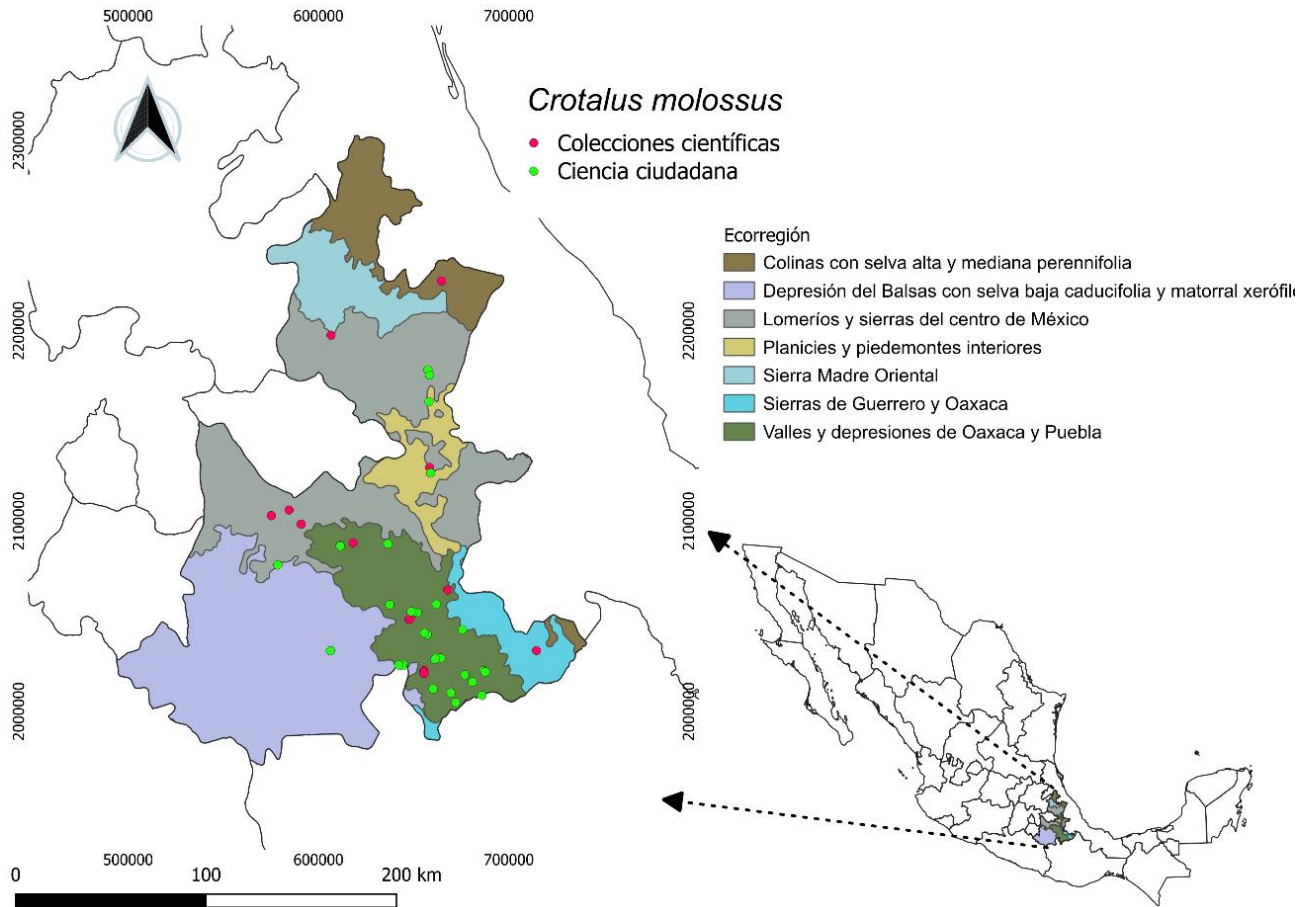 500000 600000 700000
Crotalus molossus
Colecciones científicas
Ciencia ciudadana
2300000
2200000
2100000
2000000
Ecorregión
Colinas con selva alta y mediana perennifolia
Depresión del Balsas con selva baja caducifolia y matorral xerófilo
Lomeríos y sierras del centro de México
Planicies y piedemontes interiores
Sierra Madre Oriental
Sierras de Guerrero y Oaxaca
Valles y depresiones de Oaxaca y Puebla
2200000
2100000
2000000
500000 600000 700000
0 100 200 km